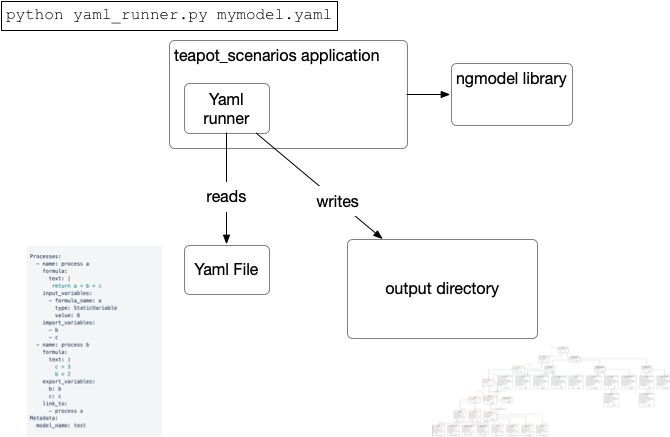 python yaml_runner.py mymodel.yaml
teapot_scenarios application
ngmodel library
Yaml
runner
reads
writes
Yaml File
output directory
Processes:
- name: process a
formula:
text: |
return a + b + c
input_variables:
- formula_name: a
type: StaticVariable
value: 6
import_variables:
- b
- c
- name: process b
formula:
text: |
c = 3
b = 2
export_variables:
b: b
c: c
link_to:
- process a
Metadata:
model_name: test